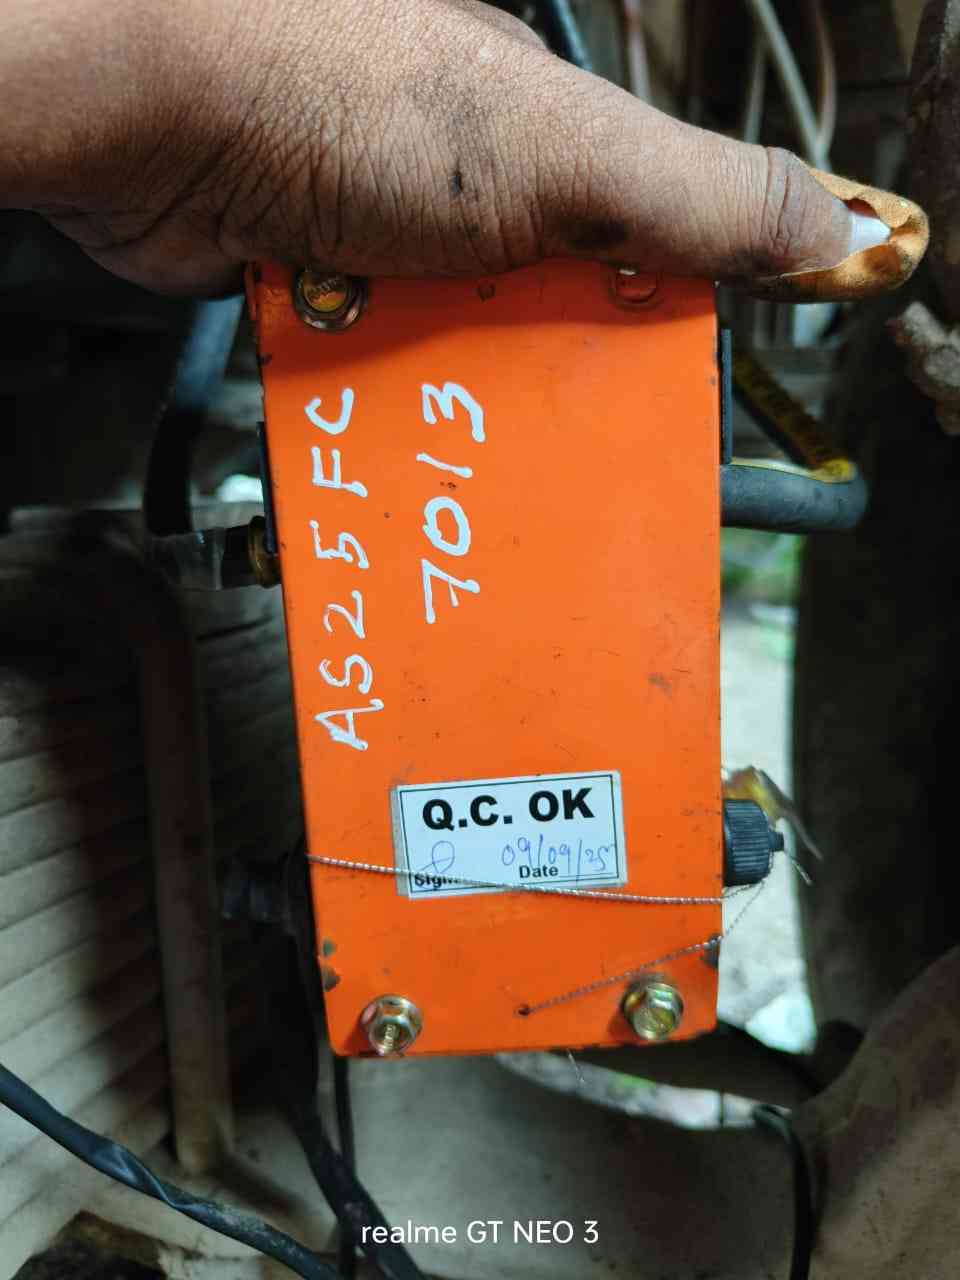 AS25FC
7013
Q.C. OK
09/09/25
Date
realme GT NEO 3